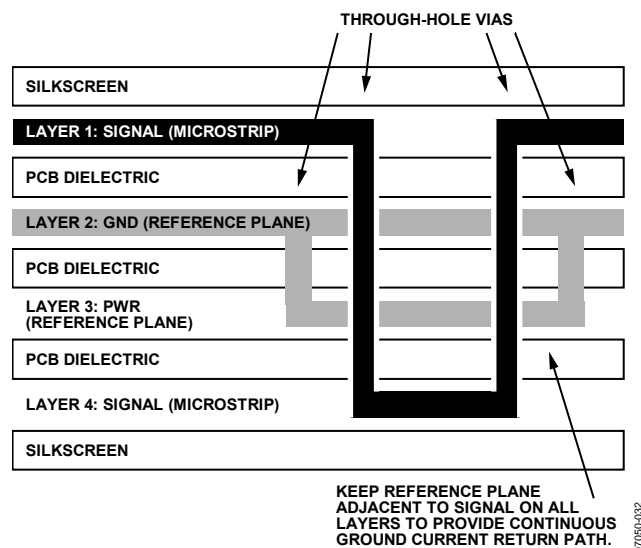 THROUGH-HOLE VIAS
SILKSCREEN
LAYER 1: SIGNAL (MICROSTRIP)
PCB DIELECTRIC
LAYER 2: GND (REFERENCE PLANE)
PCB DIELECTRIC
LAYER 3: PWR
(REFERENCE PLANE)
PCB DIELECTRIC
LAYER 4: SIGNAL (MICROSTRIP)
SILKSCREEN
KEEP REFERENCE PLANE
ADJACENT TO SIGNAL ON ALL
LAYERS TO PROVIDE CONTINUOUS
GROUND CURRENT RETURN PATH.
7050-032